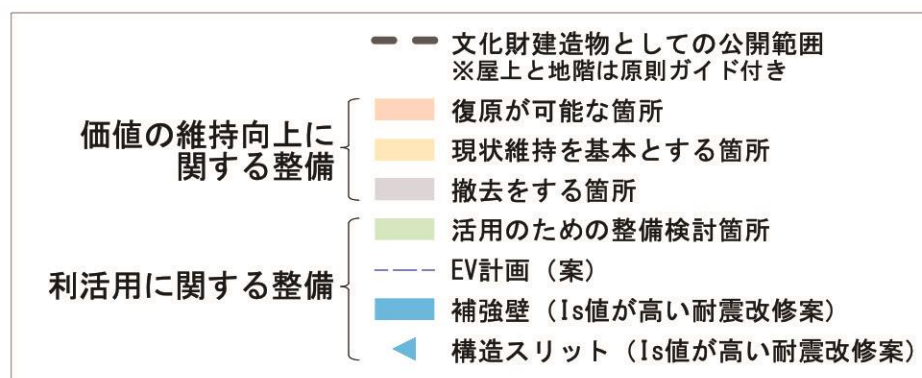 文化財建造物としての公開範囲
※屋上と地階は原則ガイド付き
価値の維持向上に
関する整備
復原が可能な箇所
現状維持を基本とする箇所
撤去をする箇所
利活用に関する整備
活用のための整備検討箇所
EV計画（案）
補強壁（Is値が高い耐震改修案）
構造スリット（Is値が高い耐震改修案）